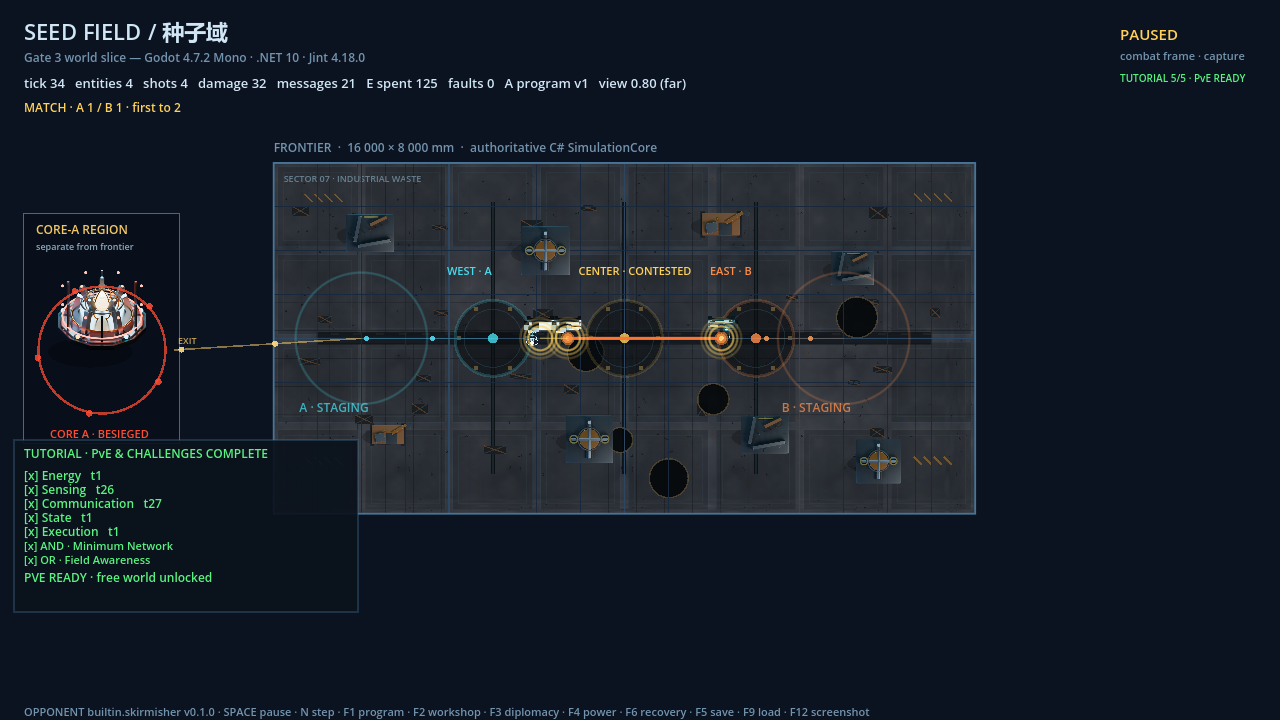 SEED FIELD / 种子域
Gate 3 world slice — Godot 4.7.2 Mono · .NET 10 · Jint 4.18.0
tick 34 entities 4 shots 4 damage 32 messages 21 E spent 125 faults 0 A program v1 view 0.80 (far)
MATCH · A 1 / B 1 · first to 2
PAUSED
combat frame · capture
TUTORIAL 5/5 · PvE READY
FRONTIER · 16 000 × 8 000 mm · authoritative C# SimulationCore
SECTOR 07 · INDUSTRIAL WASTE
CORE-A REGION
separate from frontier
WEST · A
CENTER · CONTESTED
EAST · B
EXIT
A · STAGING
B · STAGING
CORE A · BESIEGED
TUTORIAL · PvE & CHALLENGES COMPLETE
[x] Energy t1
[x] Sensing t26
[x] Communication t27
[x] State t1
[x] Execution t1
[x] AND · Minimum Network
[x] OR · Field Awareness
PVE READY · free world unlocked
OPPONENT builtin.skirmisher v0.1.0 · SPACE pause · N step · F1 program · F2 workshop · F3 diplomacy · F4 power · F6 recovery · F5 save · F9 load · F12 screenshot